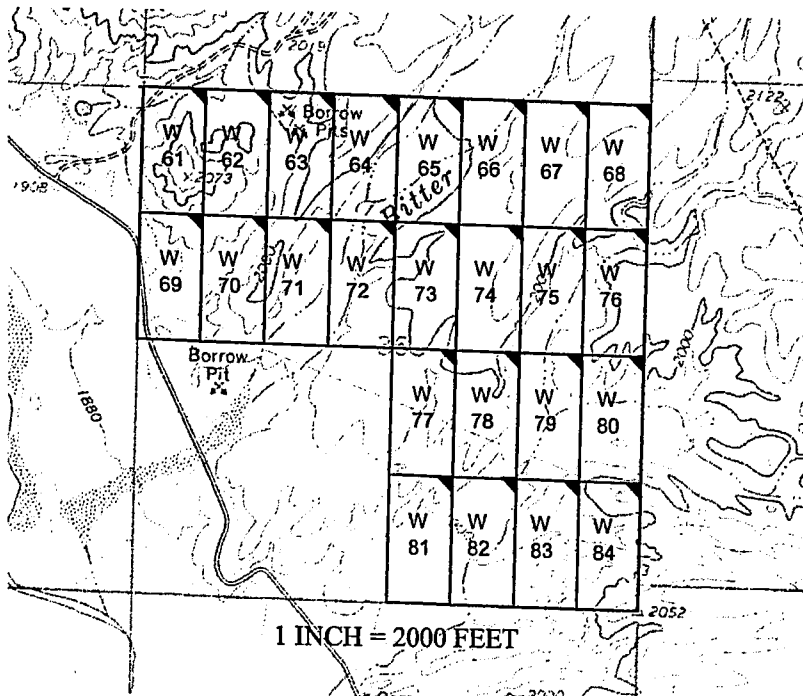 2019
2122
Borrow
Pits
W W W W W W W W
61 62 63 64 65 66 67 68
2073
1908
Bitter
W W W W W W W W
69 70 71 72 73 74 75 76
2000
Borrow
Pit
1880
W W W W
77 78 79 80
W W W W
81 82 83 84
2052
1 INCH = 2000 FEET
2000